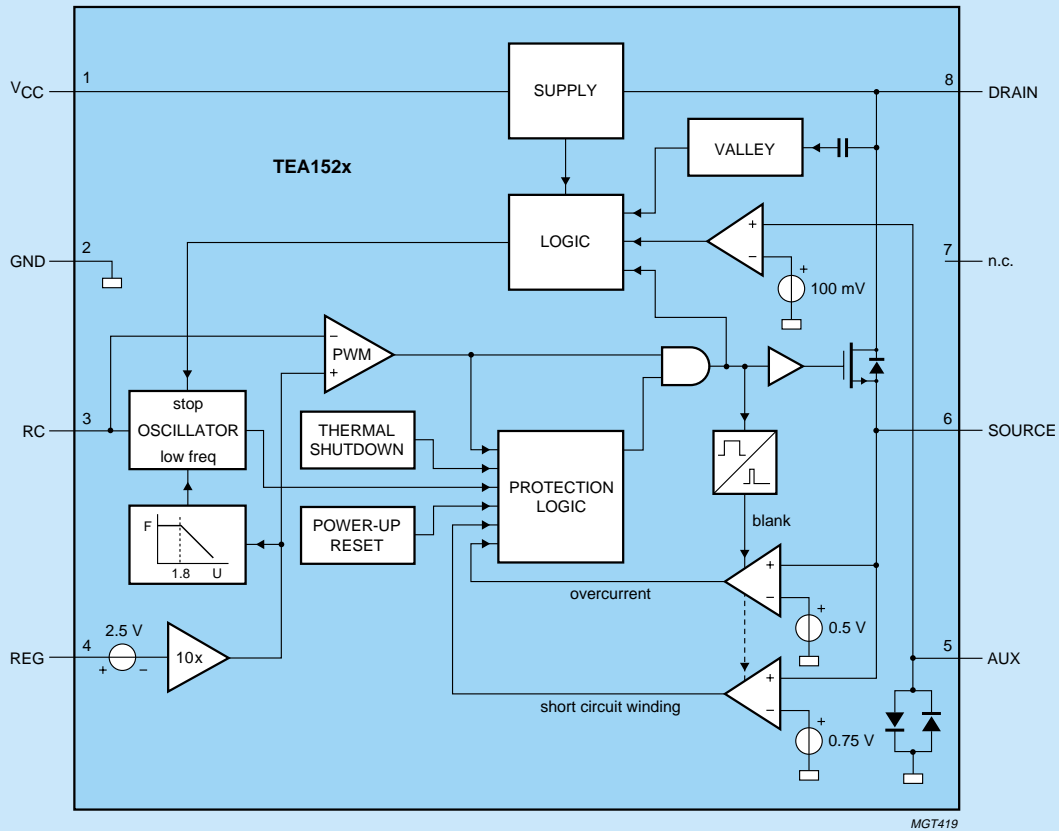 VCC
1
SUPPLY
8
DRAIN
TEA152x
VALLEY
GND
2
LOGIC
+
−
+
100 mV
7
n.c.
−
PWM
+
RC
3
stop
OSCILLATOR
low freq
THERMAL
SHUTDOWN
POWER-UP
RESET
PROTECTION
LOGIC
6
SOURCE
F
1.8
U
blank
overcurrent
+
−
+
0.5 V
REG
4
2.5 V
+
−
10x
short circuit winding
+
−
+
0.75 V
5
AUX
MGT419